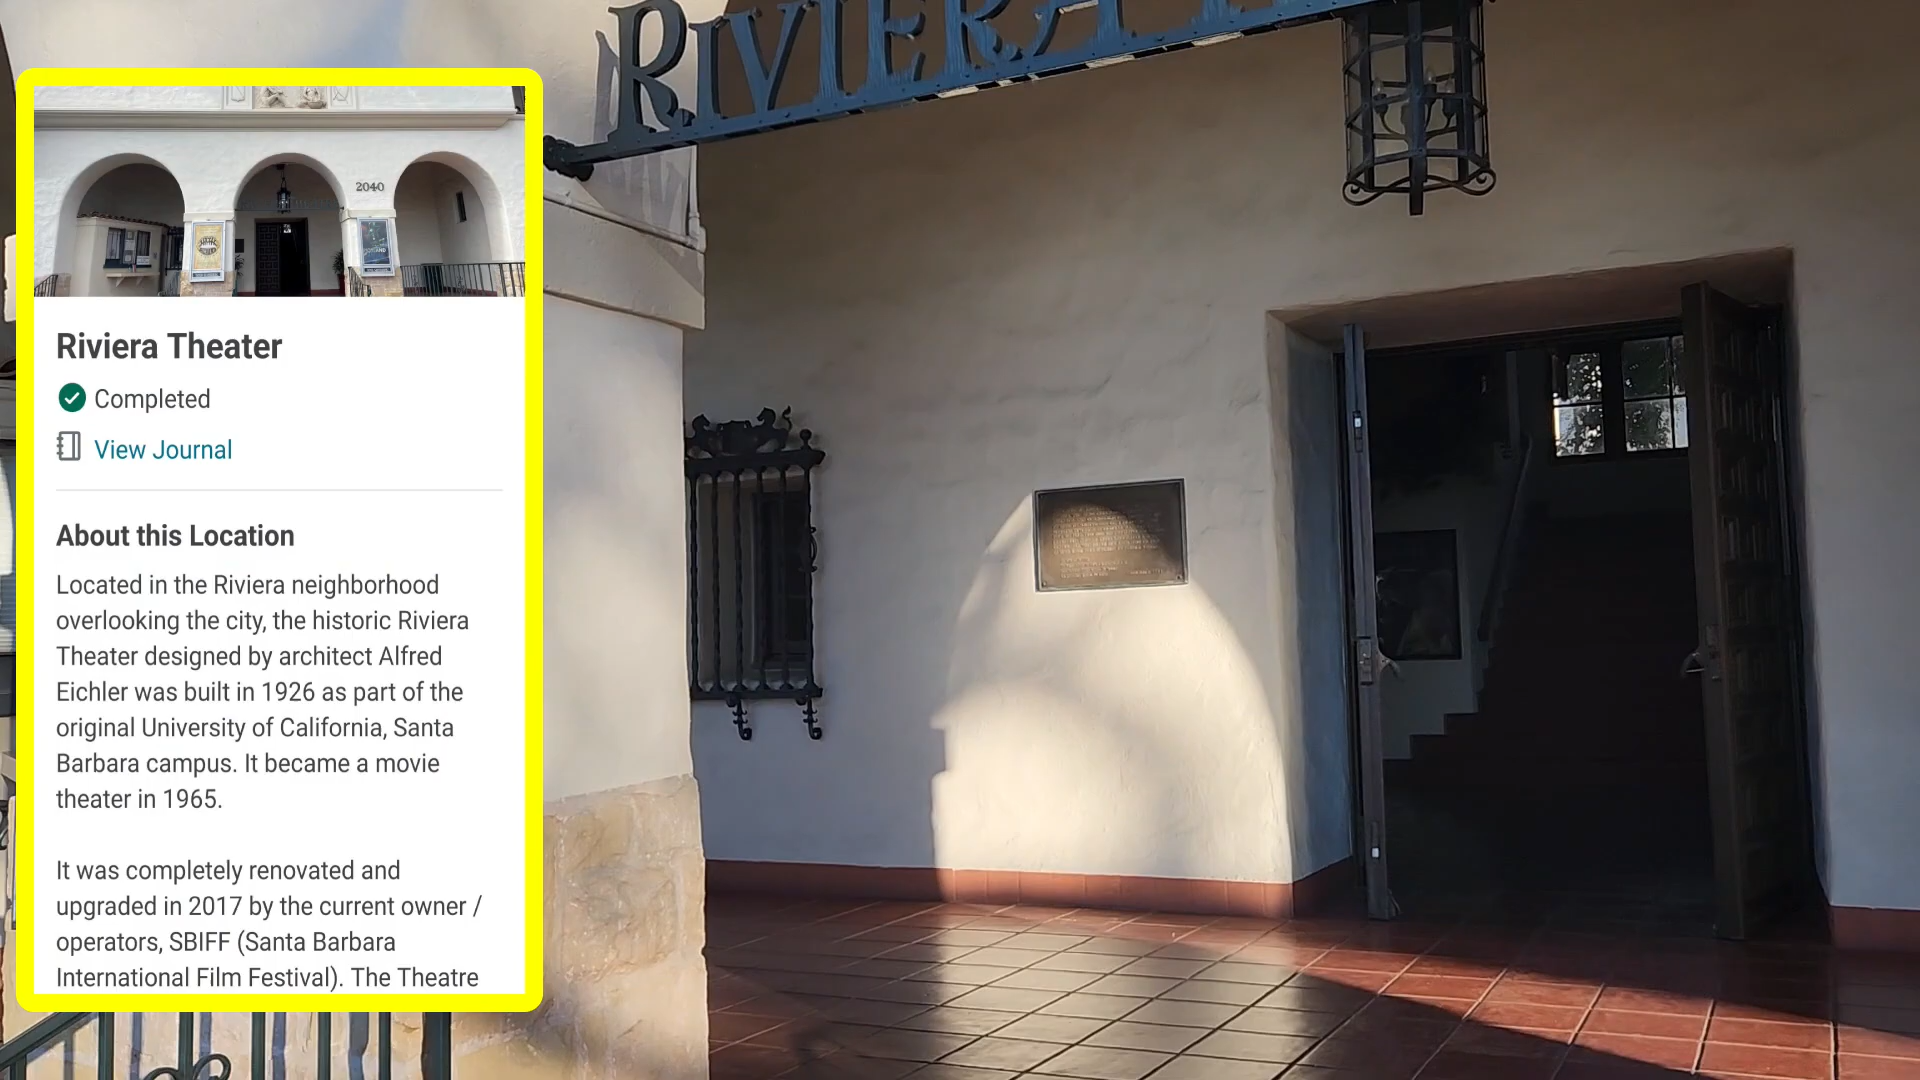 RIVIERA
2040
Riviera Theater
Completed
View Journal
About this Location
Located in the Riviera neighborhood
overlooking the city, the historic Riviera
Theater designed by architect Alfred
Eichler was built in 1926 as part of the
original University of California, Santa
Barbara campus. It became a movie
theater in 1965.
It was completely renovated and
upgraded in 2017 by the current owner /
operators, SBIFF (Santa Barbara
International Film Festival). The Theatre